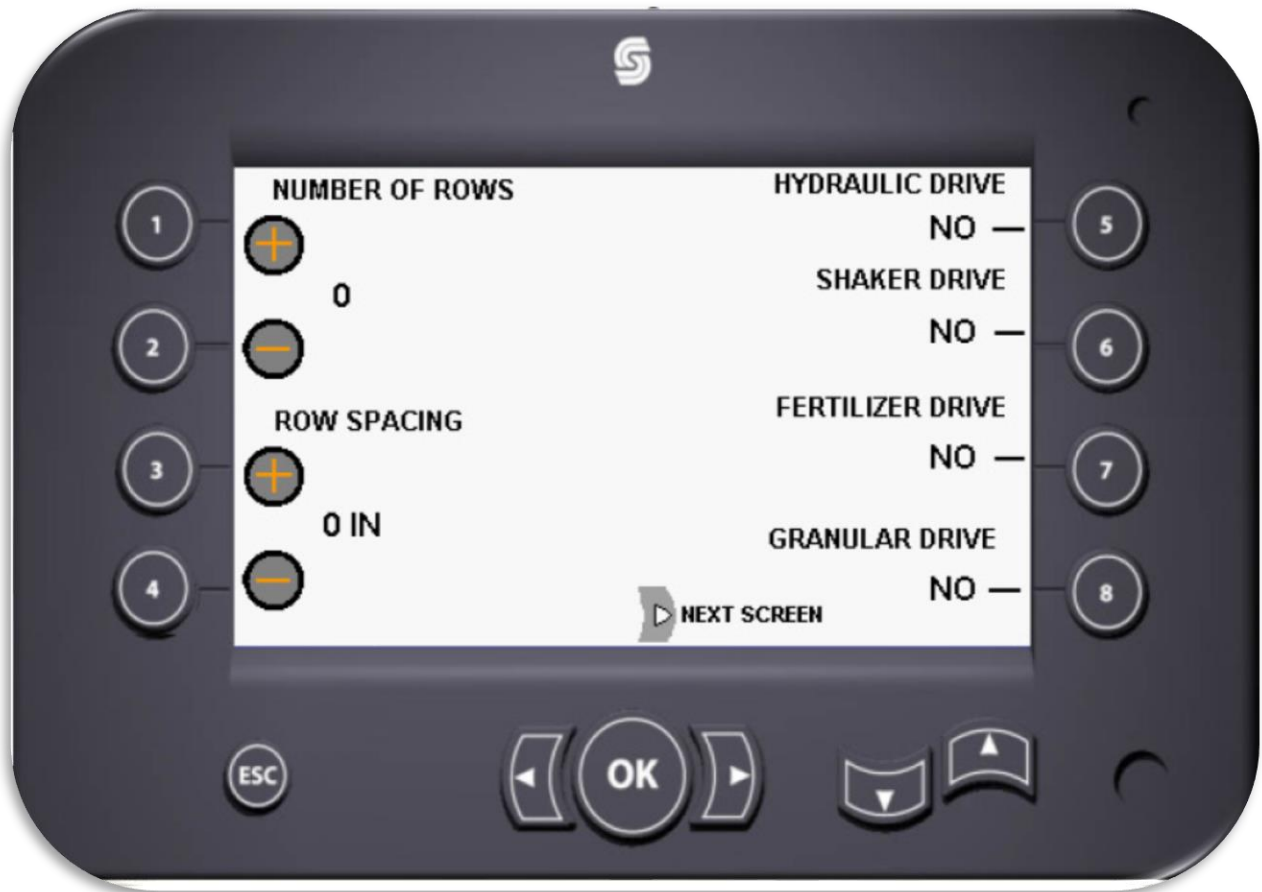 NUMBER OF ROWS
0
ROW SPACING
0 IN
HYDRAULIC DRIVE
NO
SHAKER DRIVE
NO
FERTILIZER DRIVE
NO
GRANULAR DRIVE
NO
NEXT SCREEN
1
2
3
4
5
6
7
8
ESC
OK